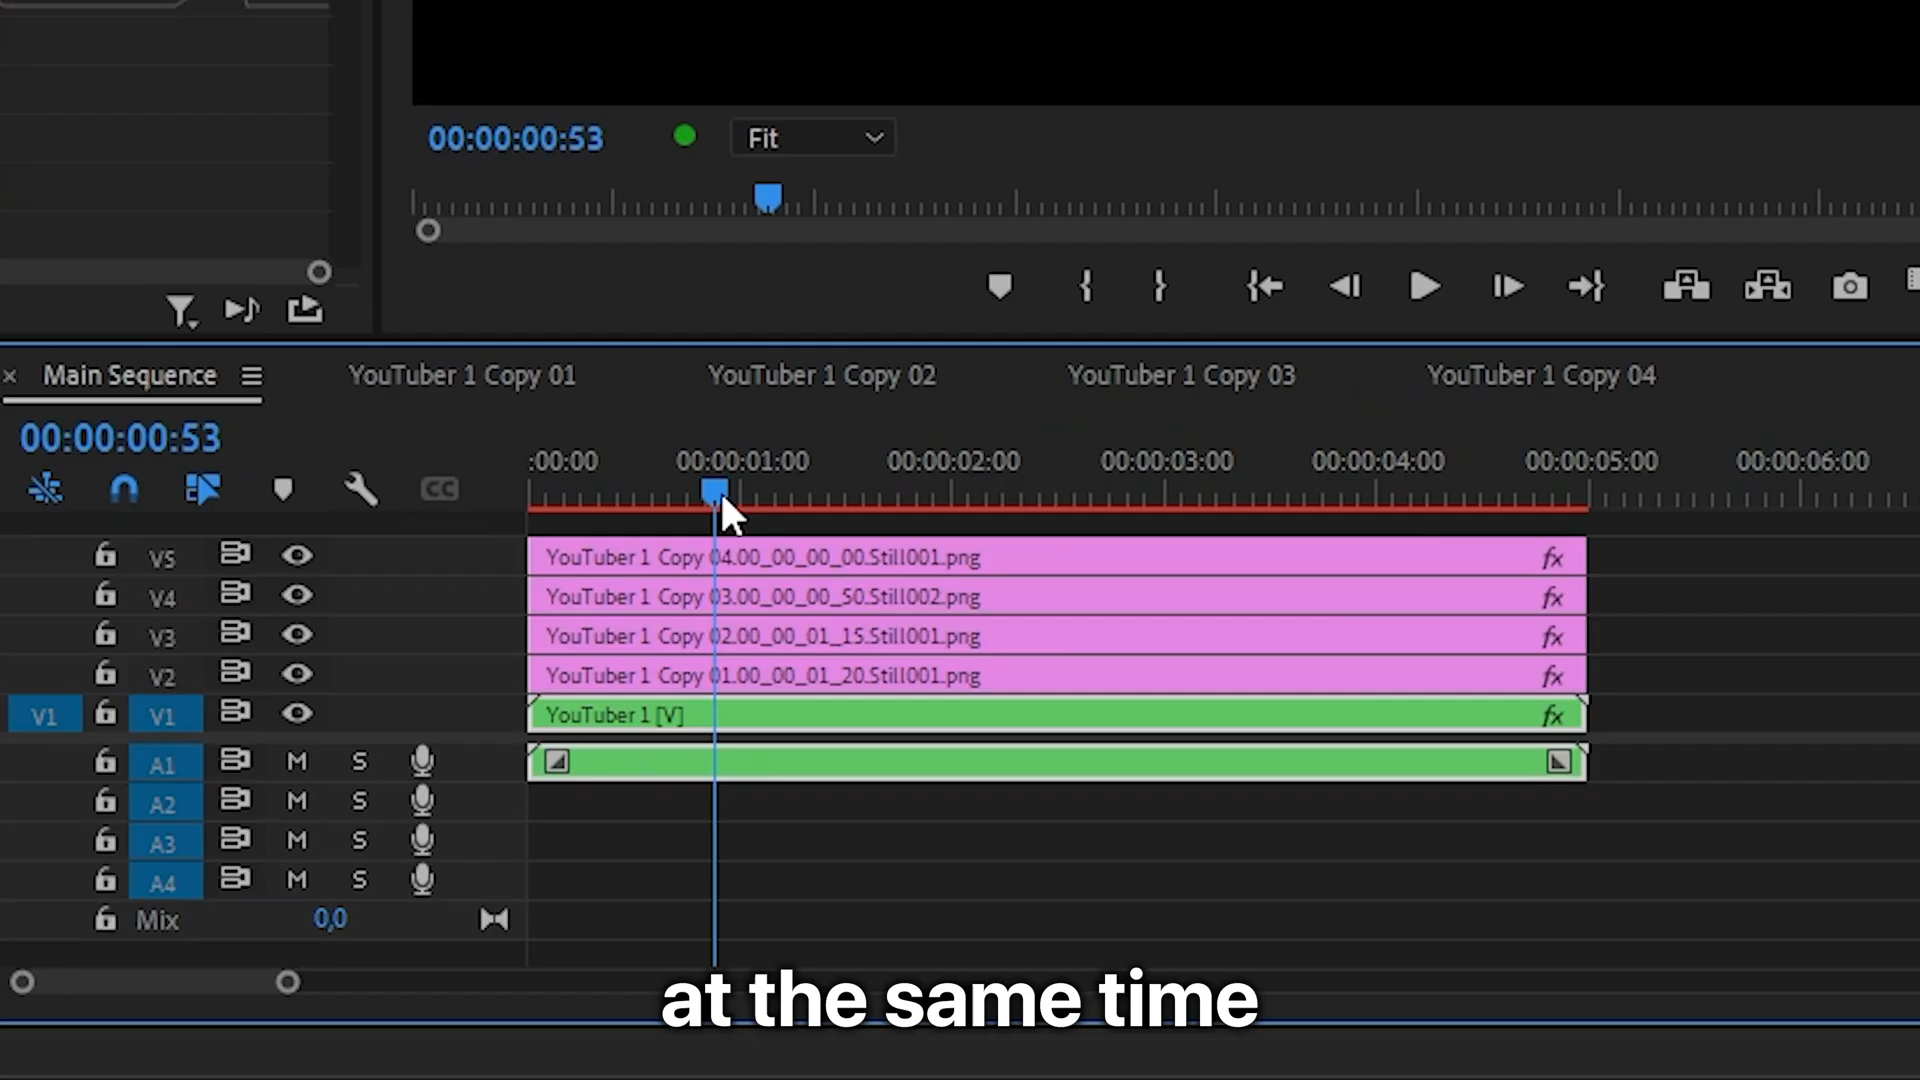 00:00:00:53
Fit
Main Sequence
YouTuber 1 Copy 01
YouTuber 1 Copy 02
YouTuber 1 Copy 03
YouTuber 1 Copy 04
00:00:00:53
:00:00
00:00:01:00
00:00:02:00
00:00:03:00
00:00:04:00
00:00:05:00
00:00:06:00
CC
V5
YouTuber 1 Copy 04.00_00_00_00.Still001.png
fx
V4
YouTuber 1 Copy 03.00_00_00_50.Still002.png
fx
V3
YouTuber 1 Copy 02.00_00_01_15.Still001.png
fx
V2
YouTuber 1 Copy 01.00_00_01_20.Still001.png
fx
V1
V1
YouTuber 1 [V]
fx
A1
M
S
A2
M
S
A3
M
S
A4
M
S
Mix
0,0
at the same time